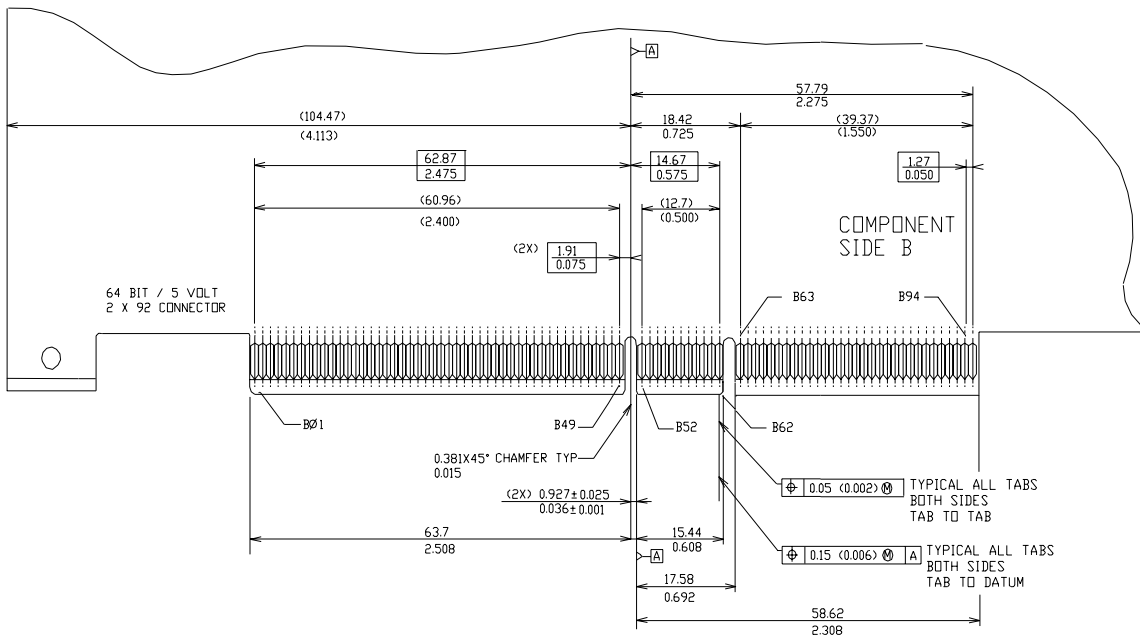 A
57.79
2.275
(104.47)
(4.113)
18.42
0.725
(39.37)
(1.550)
62.87
2.475
14.67
0.575
1.27
0.050
(60.96)
(2.400)
(12.7)
(0.500)
COMPONENT
SIDE B
(2X) 1.91
0.075
64 BIT / 5 VOLT
2 X 92 CONNECTOR
B63
B94
BØ1
B49
B52
B62
0.381X45° CHAMFER TYP
0.015
(2X) 0.927±0.025
0.036±0.001
⌖ 0.05 (0.002) Ⓜ TYPICAL ALL TABS
BOTH SIDES
TAB TO TAB
63.7
2.508
15.44
0.608
A
⌖ 0.15 (0.006) Ⓜ A TYPICAL ALL TABS
BOTH SIDES
TAB TO DATUM
17.58
0.692
58.62
2.308